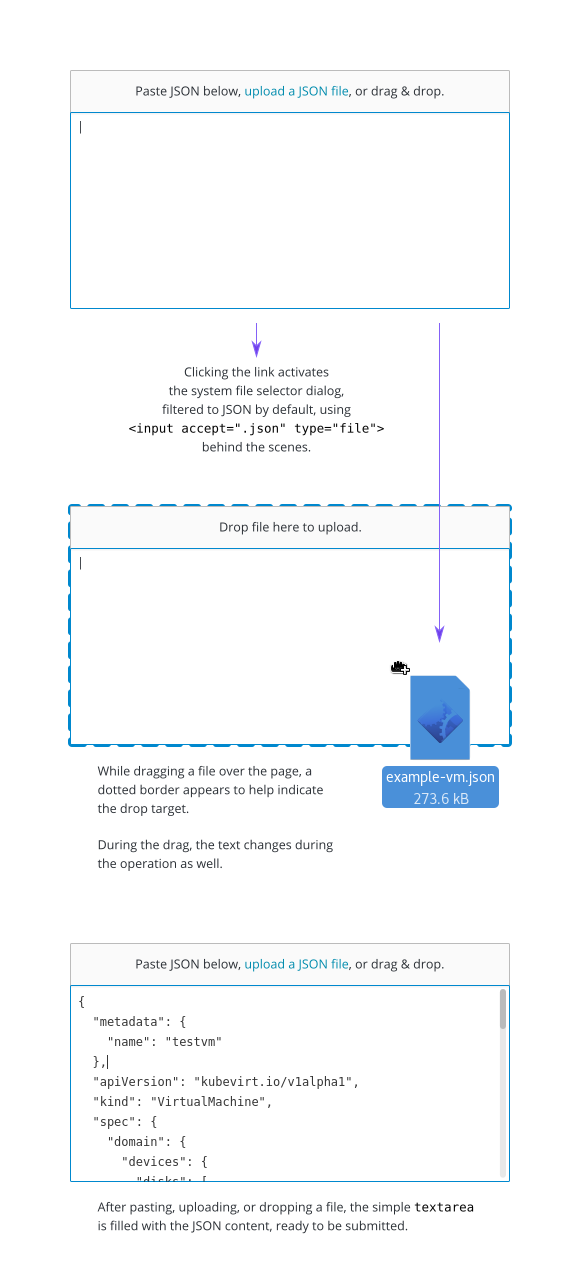 Paste JSON below, upload a JSON file, or drag & drop.
Clicking the link activates
the system file selector dialog,
filtered to JSON by default, using
<input accept=".json" type="file">
behind the scenes.
Drop file here to upload.
example-vm.json
273.6 kB
While dragging a file over the page, a
dotted border appears to help indicate
the drop target.
During the drag, the text changes during
the operation as well.
Paste JSON below, upload a JSON file, or drag & drop.
{
  "metadata": {
    "name": "testvm"
  },
  "apiVersion": "kubevirt.io/v1alpha1",
  "kind": "VirtualMachine",
  "spec": {
    "domain": {
      "devices": {
        "disks": [
After pasting, uploading, or dropping a file, the simple textarea
is filled with the JSON content, ready to be submitted.